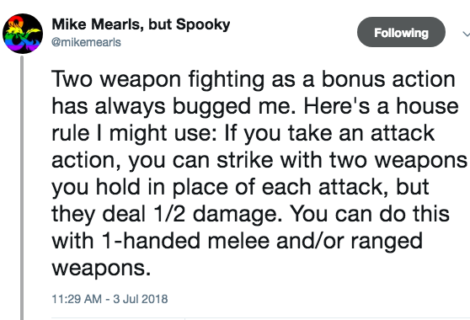 Mike Mearls, but Spooky
@mikemearls
Following
Two weapon fighting as a bonus action
has always bugged me. Here's a house
rule I might use: If you take an attack
action, you can strike with two weapons
you hold in place of each attack, but
they deal 1/2 damage. You can do this
with 1-handed melee and/or ranged
weapons.
11:29 AM - 3 Jul 2018